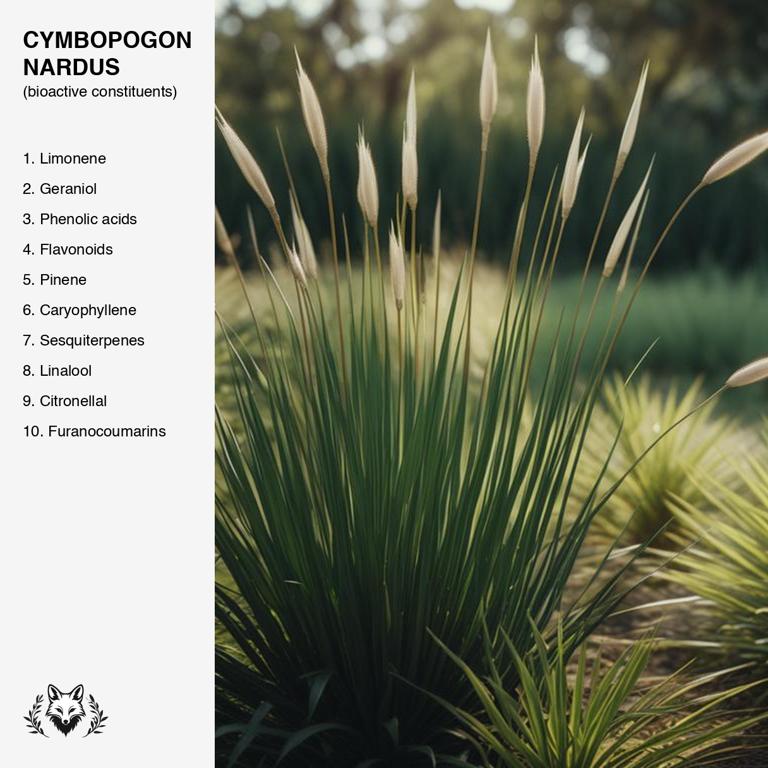 CYMBOPOGON
NARDUS
(bioactive constituents)
1. Limonene
2. Geraniol
3. Phenolic acids
4. Flavonoids
5. Pinene
6. Caryophyllene
7. Sesquiterpenes
8. Linalool
9. Citronellal
10. Furanocoumarins